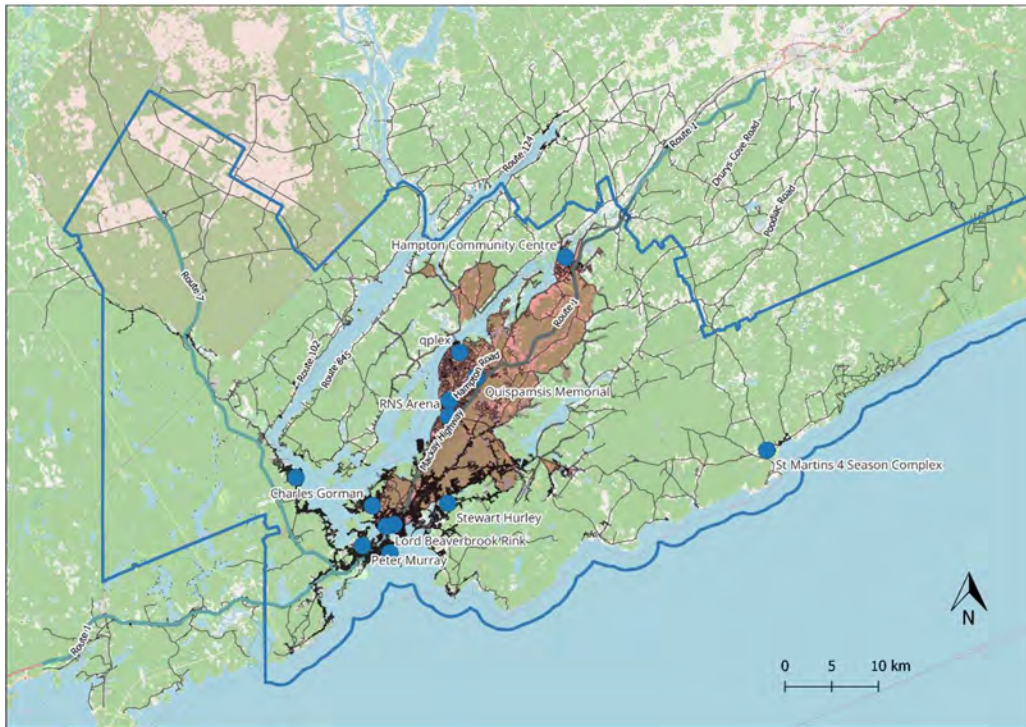 Route 124
Route 1
Drurys Cove Road
Poodiac Road
Hampton Community Centre
Route 7
Route 1
Route 102
Route 845
qplex
Hampton Road
Quispamsis Memorial
RNS Arena
Mackay Highway
St Martins 4 Season Complex
Charles Gorman
Stewart Hurley
Lord Beaverbrook Rink
Peter Murray
Route 1
N
0 5 10 km